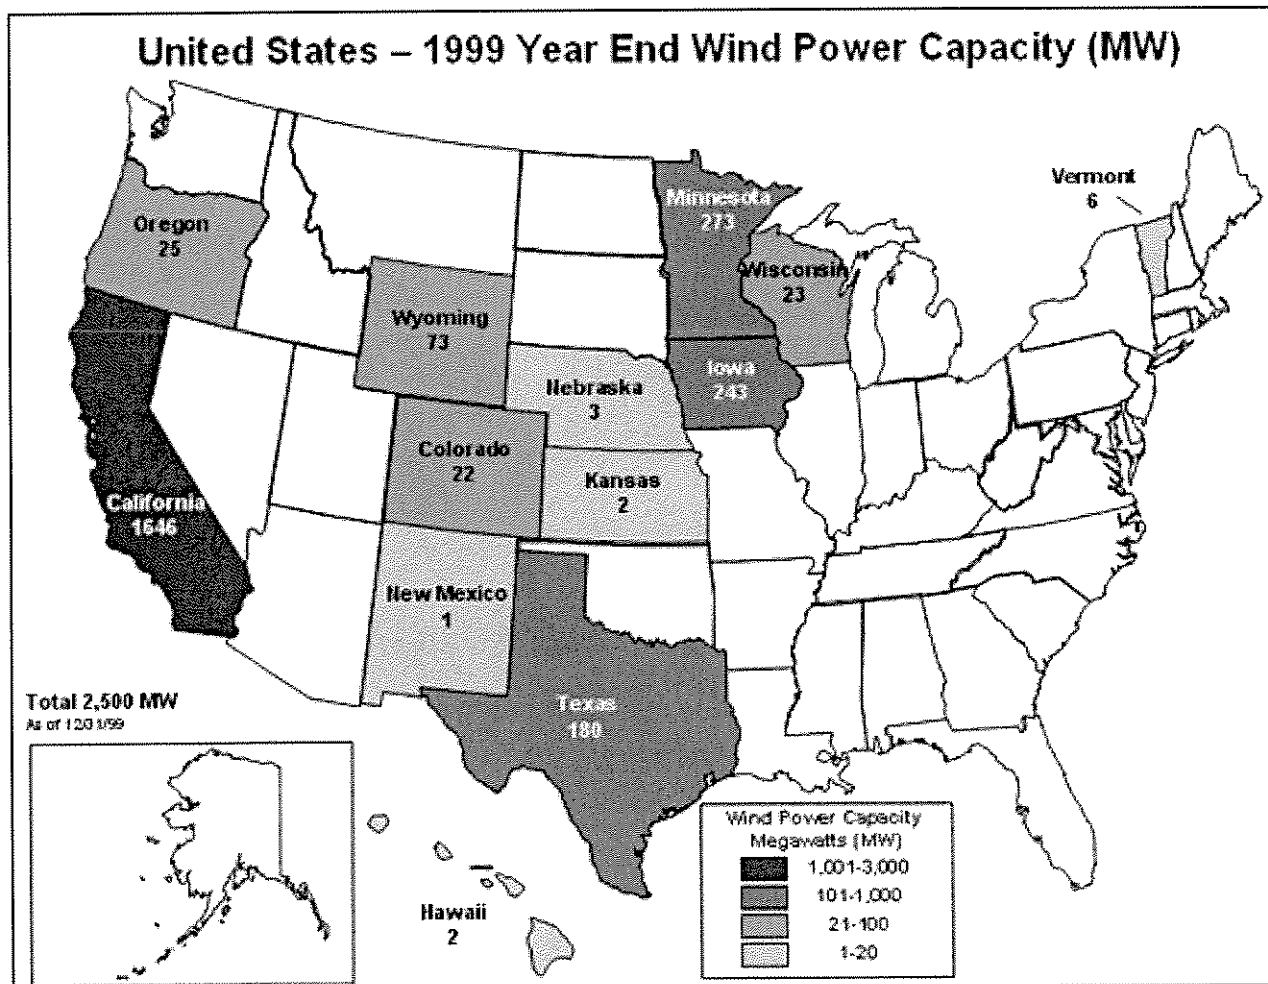 United States – 1999 Year End Wind Power Capacity (MW)
Vermont
6
Minnesota
273
Oregon
25
Wisconsin
23
Wyoming
73
Iowa
243
Nebraska
3
Colorado
22
Kansas
2
California
1646
New Mexico
1
Total 2,500 MW
As of 12/31/99
Texas
180
Hawaii
2
Wind Power Capacity
Megawatts (MW)
1,001-3,000
101-1,000
21-100
1-20